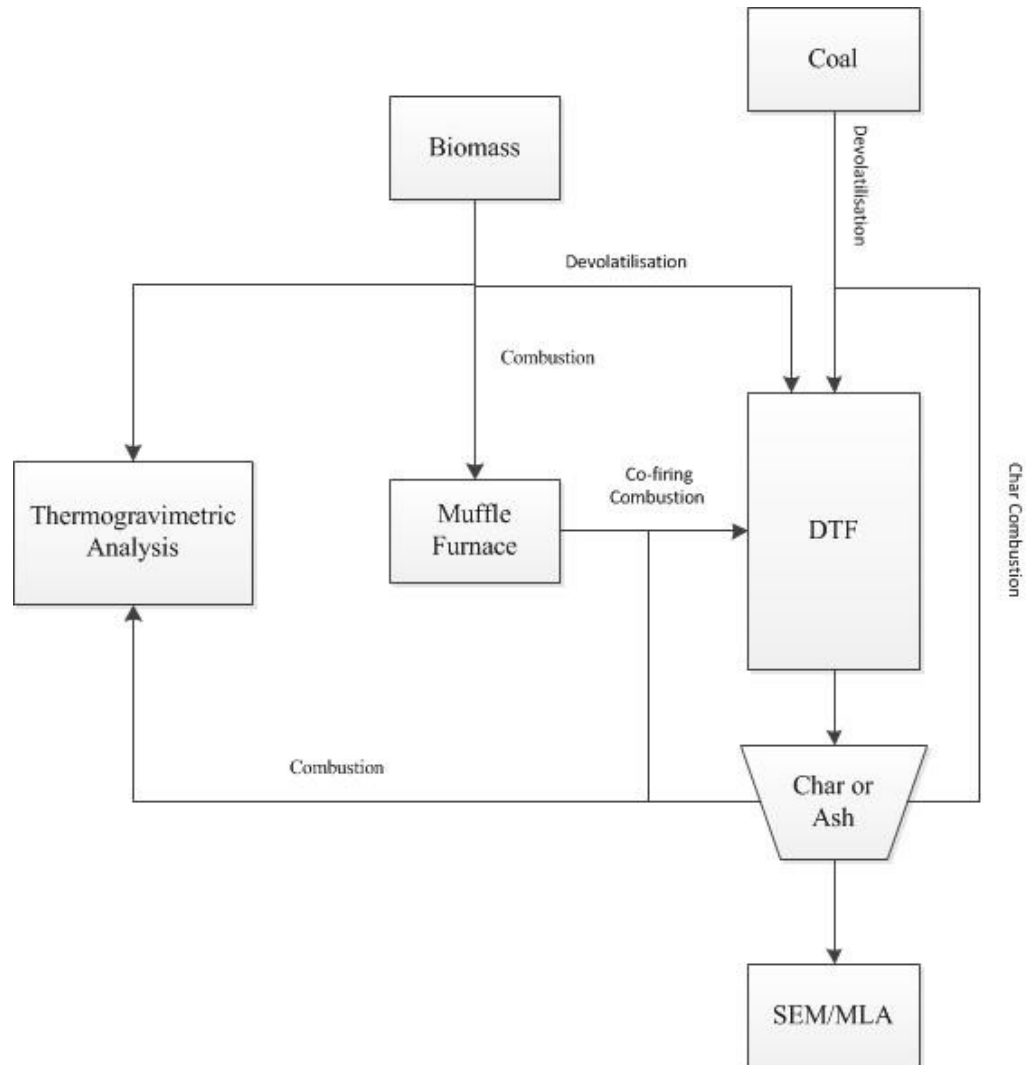 Coal
Devolatilisation
Biomass
Devolatilisation
Combustion
Thermogravimetric
Analysis
Muffle
Furnace
Co-firing
Combustion
DTF
Char Combustion
Combustion
Char or
Ash
SEM/MLA